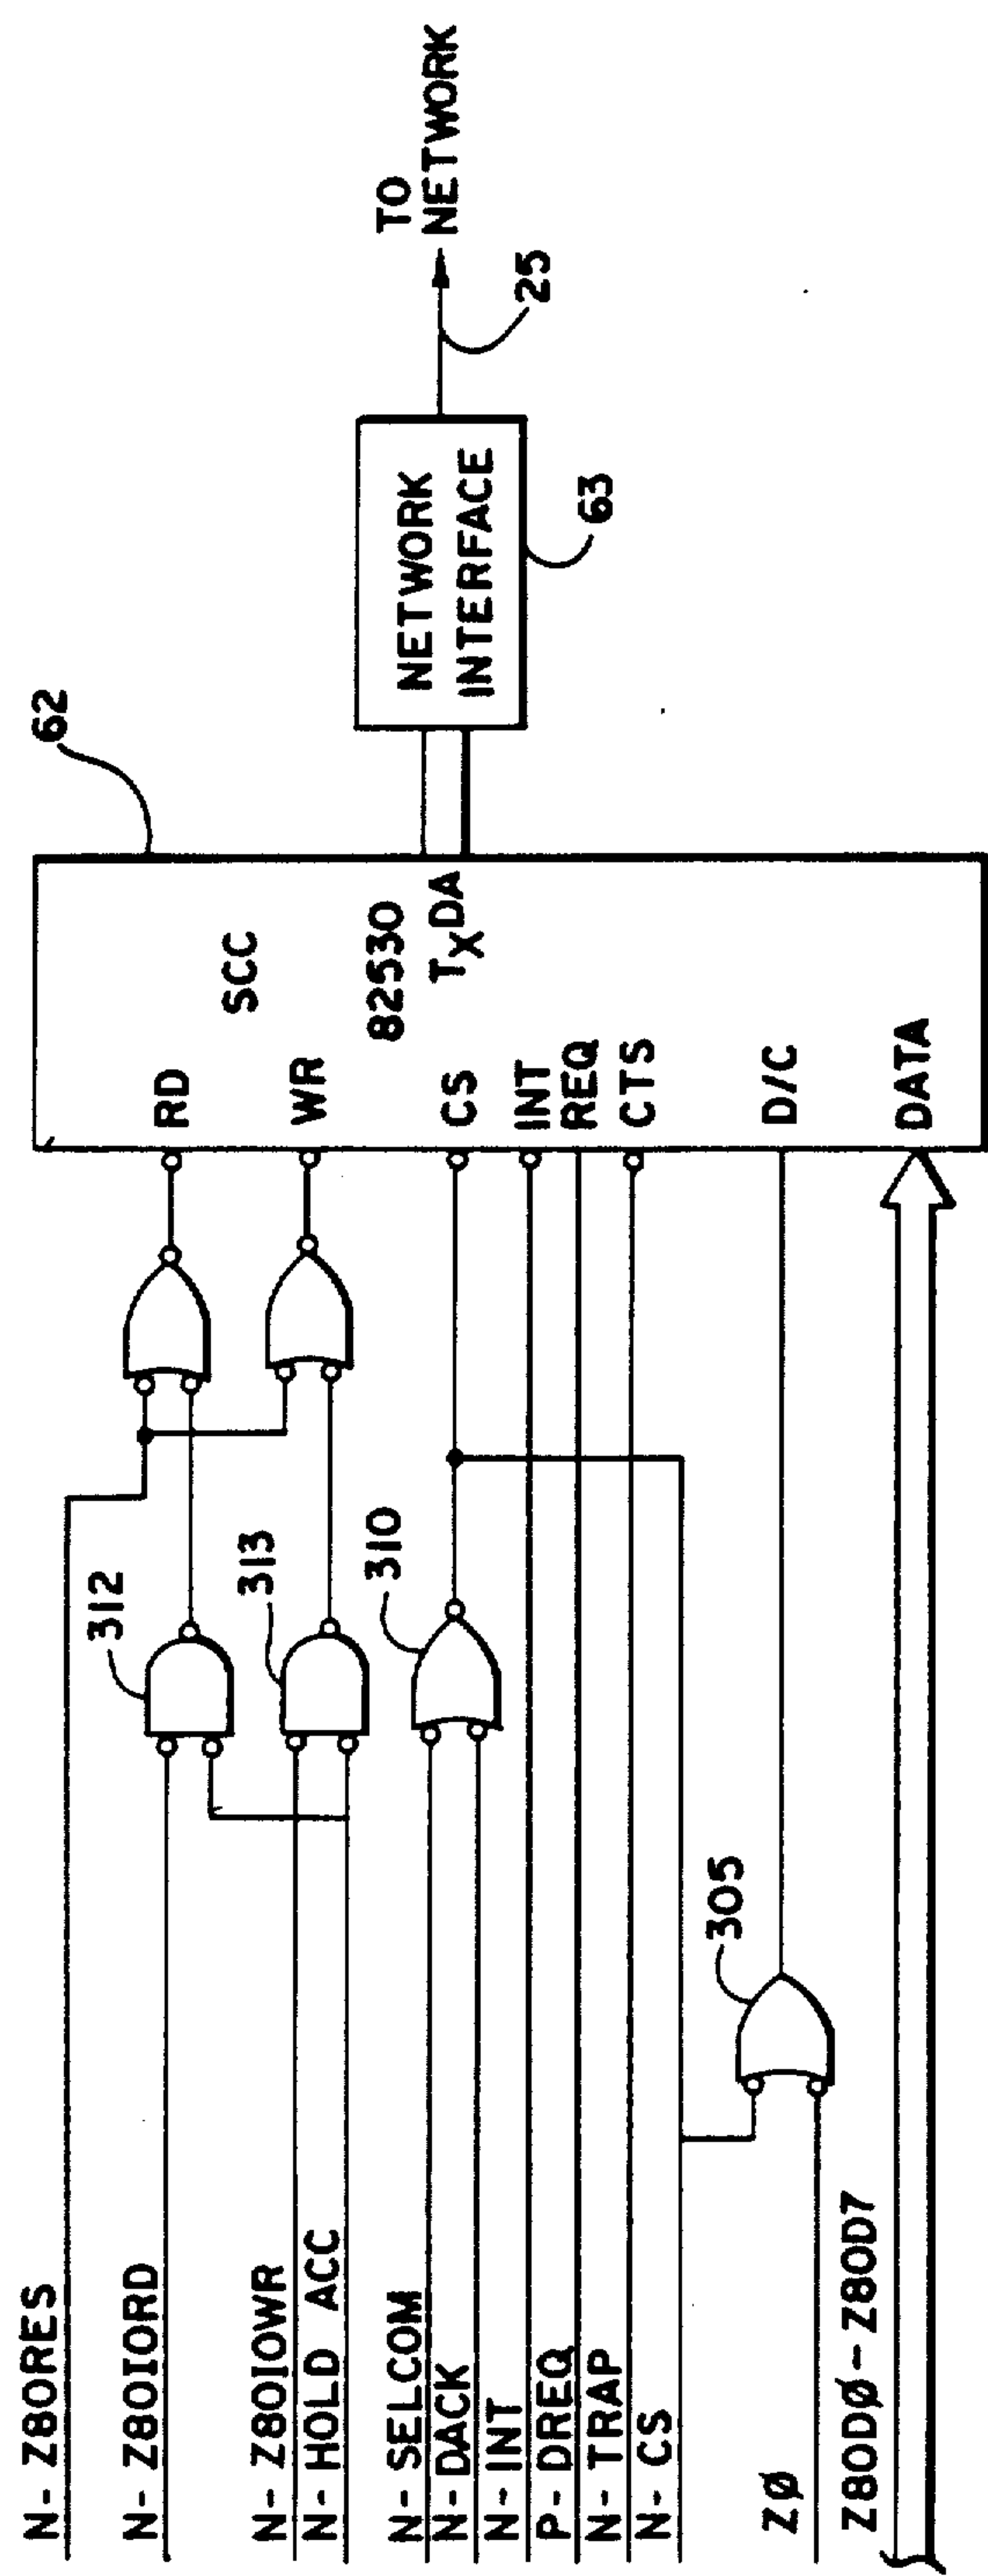 N- Z80RES
N- Z80IORD
N- Z80IOWR
N- HOLD ACC
N- SELCOM
N- DACK
N- INT
P- DREQ
N- TRAP
N- CS
ZØ
Z80DØ-Z80D7
312
313
310
305
RD
WR
CS
INT
REQ
CTS
D/C
DATA
SCC
82530
TXDA
62
NETWORK
INTERFACE
63
25
TO
NETWORK